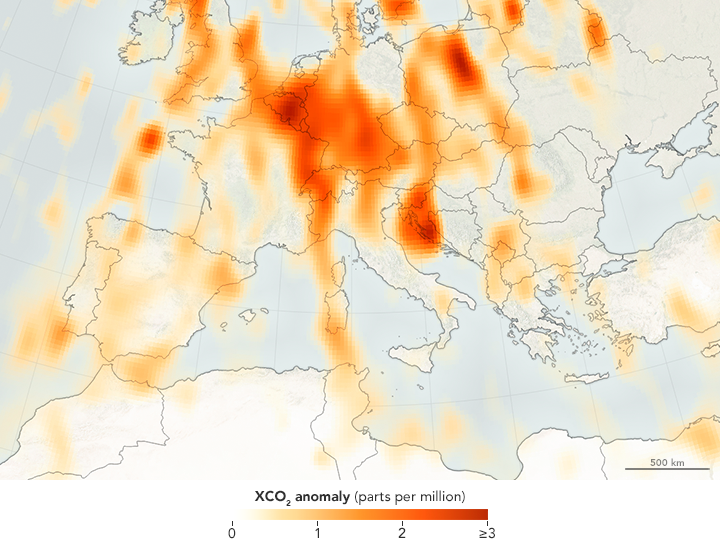 500 km
XCO₂ anomaly (parts per million)
0 1 2 ≥3